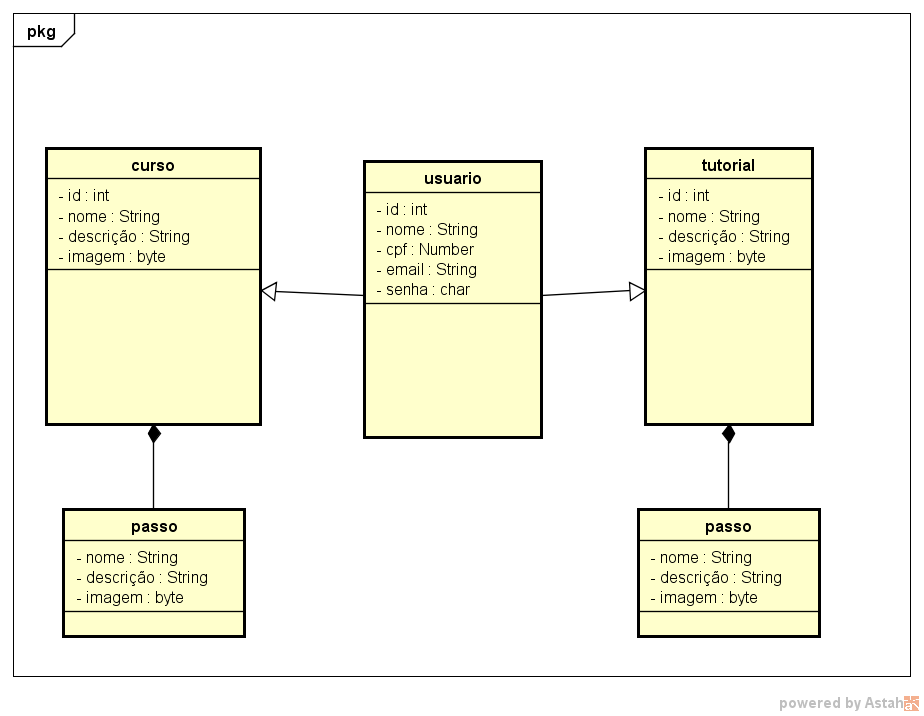 pkg
curso
- id : int
- nome : String
- descrição : String
- imagem : byte
usuario
- id : int
- nome : String
- cpf : Number
- email : String
- senha : char
tutorial
- id : int
- nome : String
- descrição : String
- imagem : byte
passo
- nome : String
- descrição : String
- imagem : byte
passo
- nome : String
- descrição : String
- imagem : byte
powered by Astah